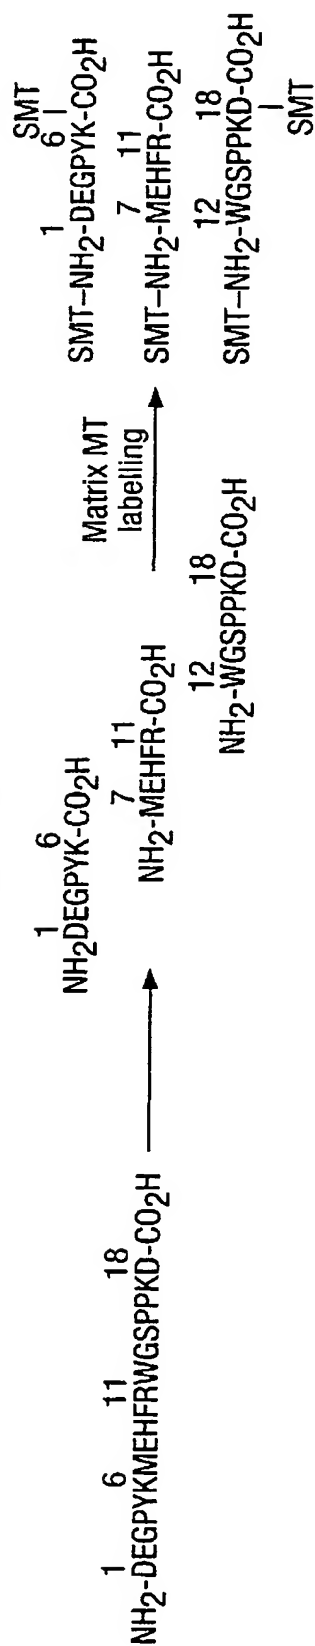 1 6 11 18
NH2-DEGPYKMEHFRWGSPPKD-CO2H
1 6
NH2DEGPYK-CO2H
7 11
NH2-MEHFR-CO2H
12 18
NH2-WGSPPKD-CO2H
Matrix MT
labelling
SMT
1 6
SMT–NH2-DEGPYK-CO2H
7 11
SMT–NH2-MEHFR-CO2H
12 18
SMT–NH2-WGSPPKD-CO2H
SMT